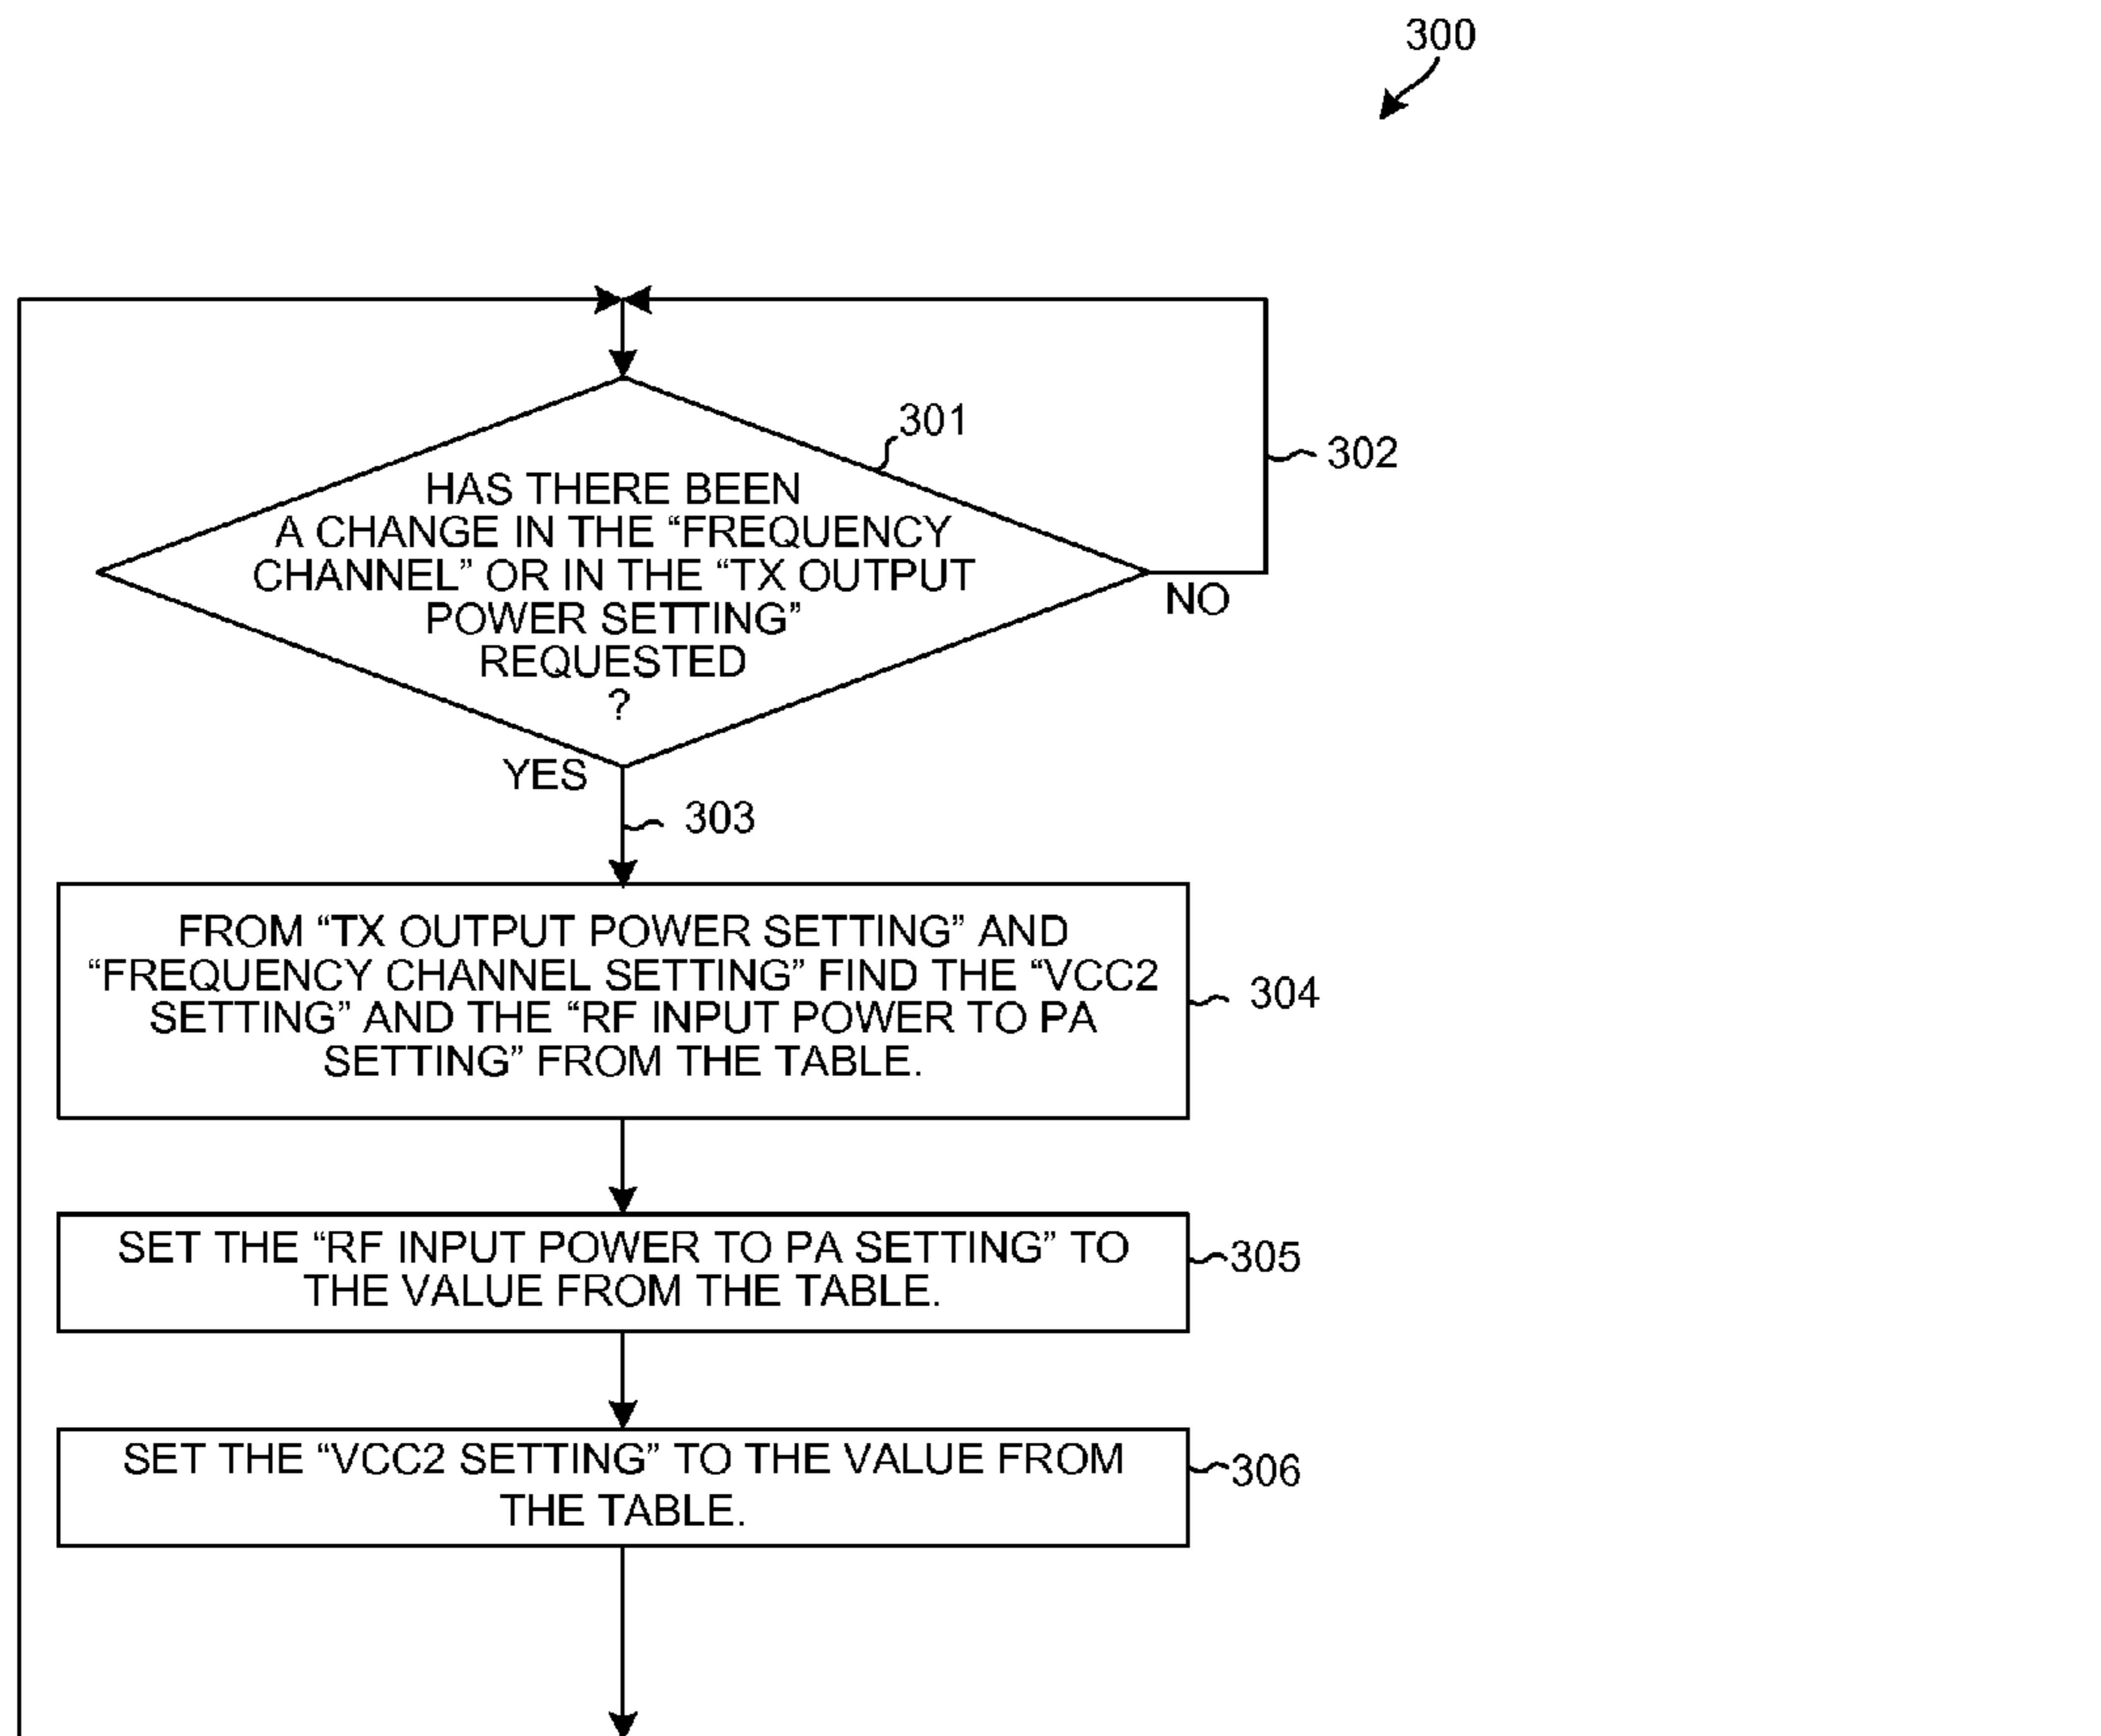 300
301
302
HAS THERE BEEN
A CHANGE IN THE “FREQUENCY
CHANNEL” OR IN THE “TX OUTPUT
POWER SETTING”
REQUESTED
?
NO
YES
303
FROM “TX OUTPUT POWER SETTING” AND
“FREQUENCY CHANNEL SETTING” FIND THE “VCC2
SETTING” AND THE “RF INPUT POWER TO PA
SETTING” FROM THE TABLE.
304
SET THE “RF INPUT POWER TO PA SETTING” TO
THE VALUE FROM THE TABLE.
305
SET THE “VCC2 SETTING” TO THE VALUE FROM
THE TABLE.
306